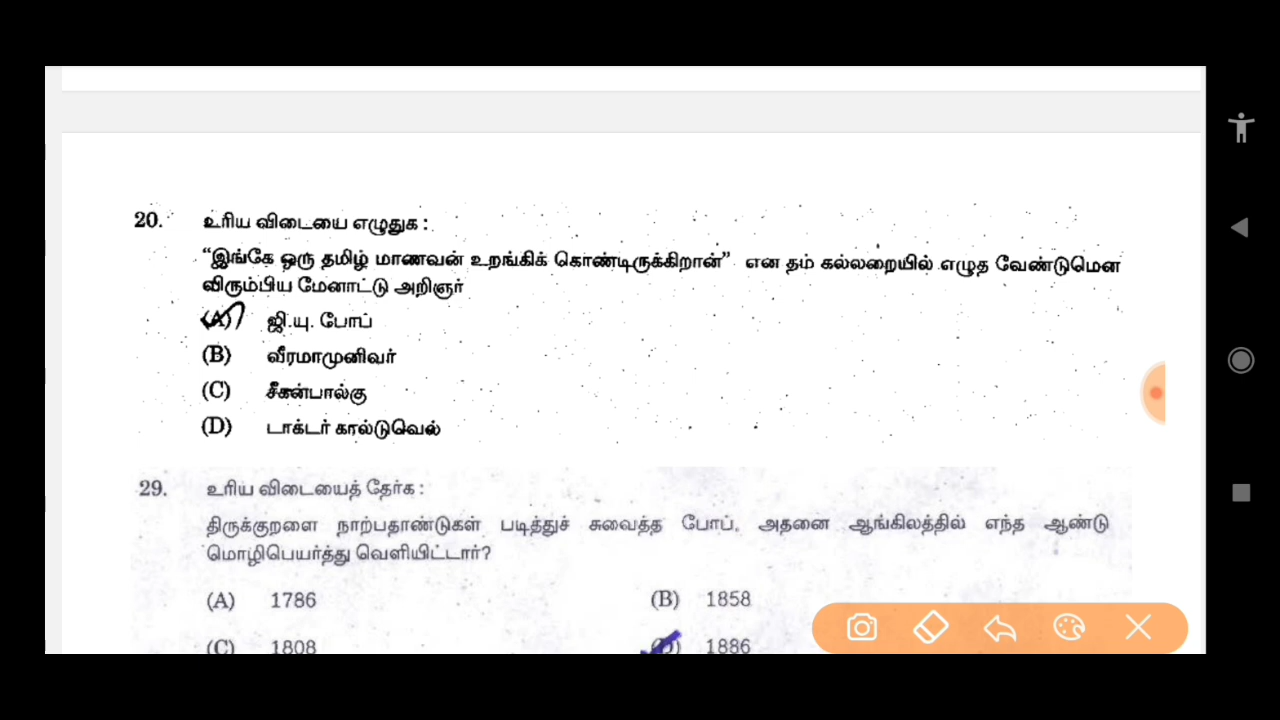 20. உரிய விடையை எழுதுக :
“இங்கே ஒரு தமிழ் மாணவன் உறங்கிக் கொண்டிருக்கிறான்” என தம் கல்லறையில் எழுத வேண்டுமென
விரும்பிய மேனாட்டு அறிஞர்
(A) ஜி.யு. போப்
(B) வீரமாமுனிவர்
(C) சீகன்பால்கு
(D) டாக்டர் கால்டுவெல்
29. உரிய விடையைத் தேர்க :
திருக்குறளை நாற்பதாண்டுகள் படித்துச் சுவைத்த போப், அதனை ஆங்கிலத்தில் எந்த ஆண்டு
மொழிபெயர்த்து வெளியிட்டார்?
(A) 1786 (B) 1858
(C) 1808 (D) 1886